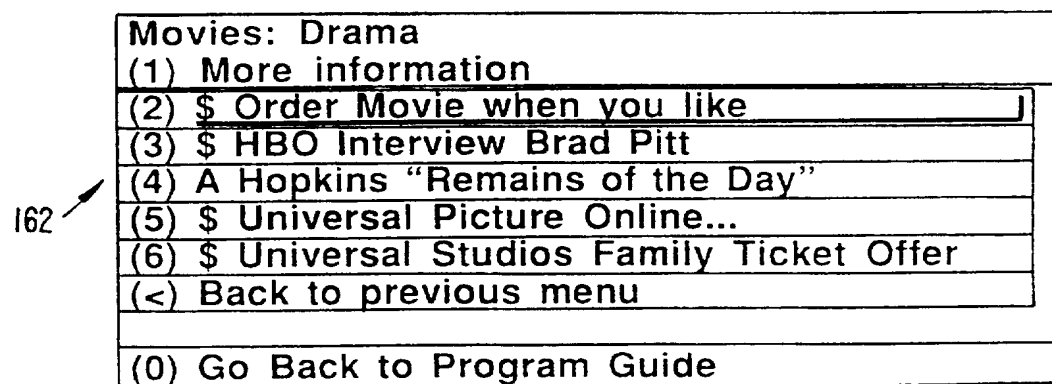 Movies: Drama
(1) More information
(2) $ Order Movie when you like
(3) $ HBO Interview Brad Pitt
(4) A Hopkins “Remains of the Day”
162
(5) $ Universal Picture Online...
(6) $ Universal Studios Family Ticket Offer
(<) Back to previous menu
(0) Go Back to Program Guide